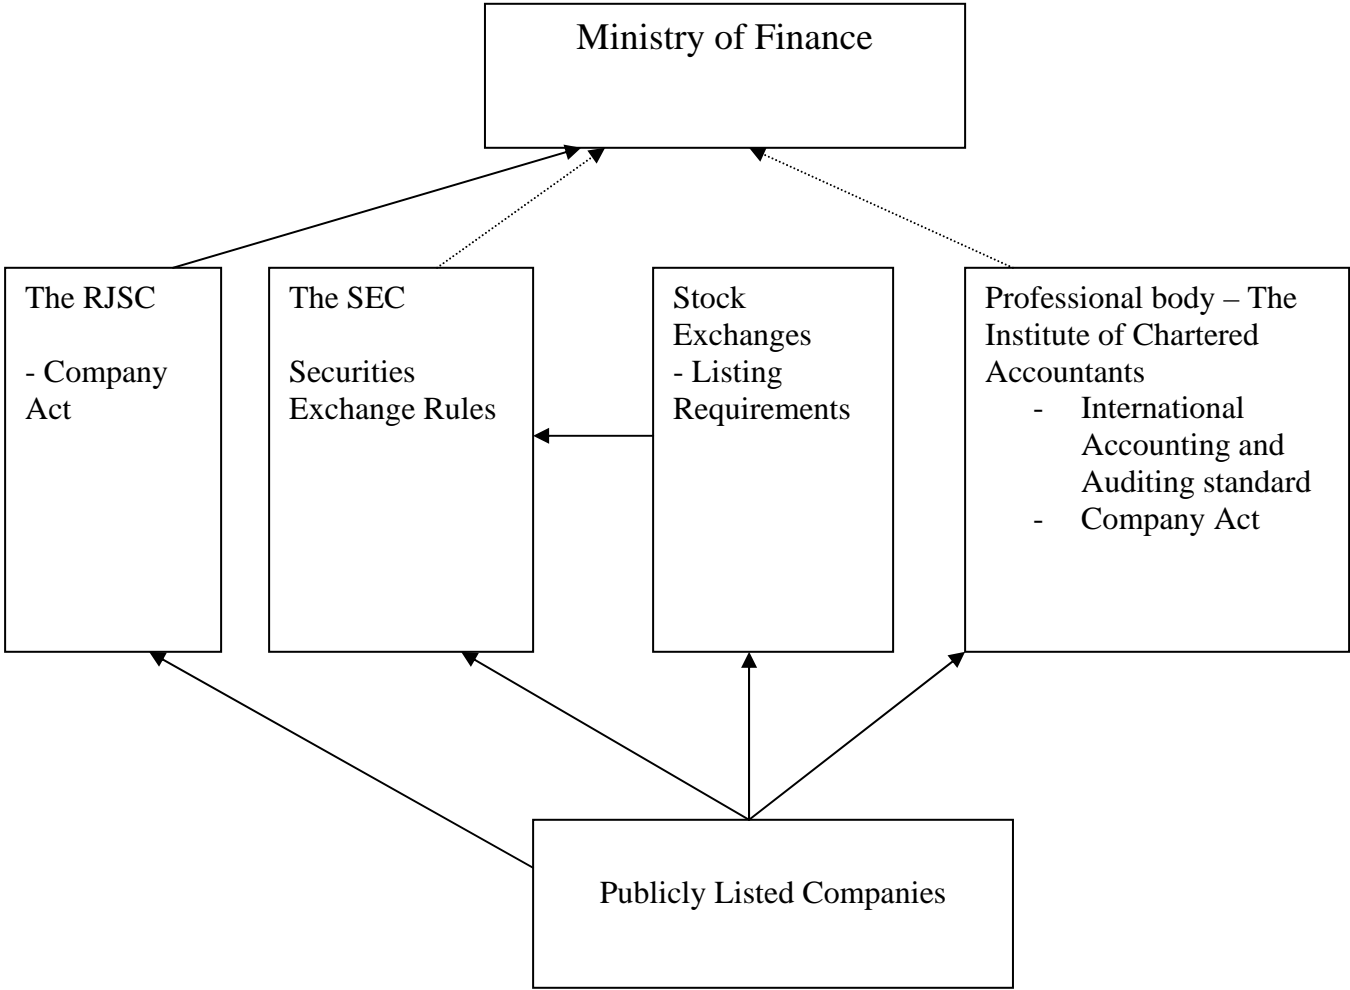 Ministry of Finance
The RJSC
- Company
Act
The SEC
Securities
Exchange Rules
Stock
Exchanges
- Listing
Requirements
Professional body – The
Institute of Chartered
Accountants
- International
Accounting and
Auditing standard
- Company Act
Publicly Listed Companies